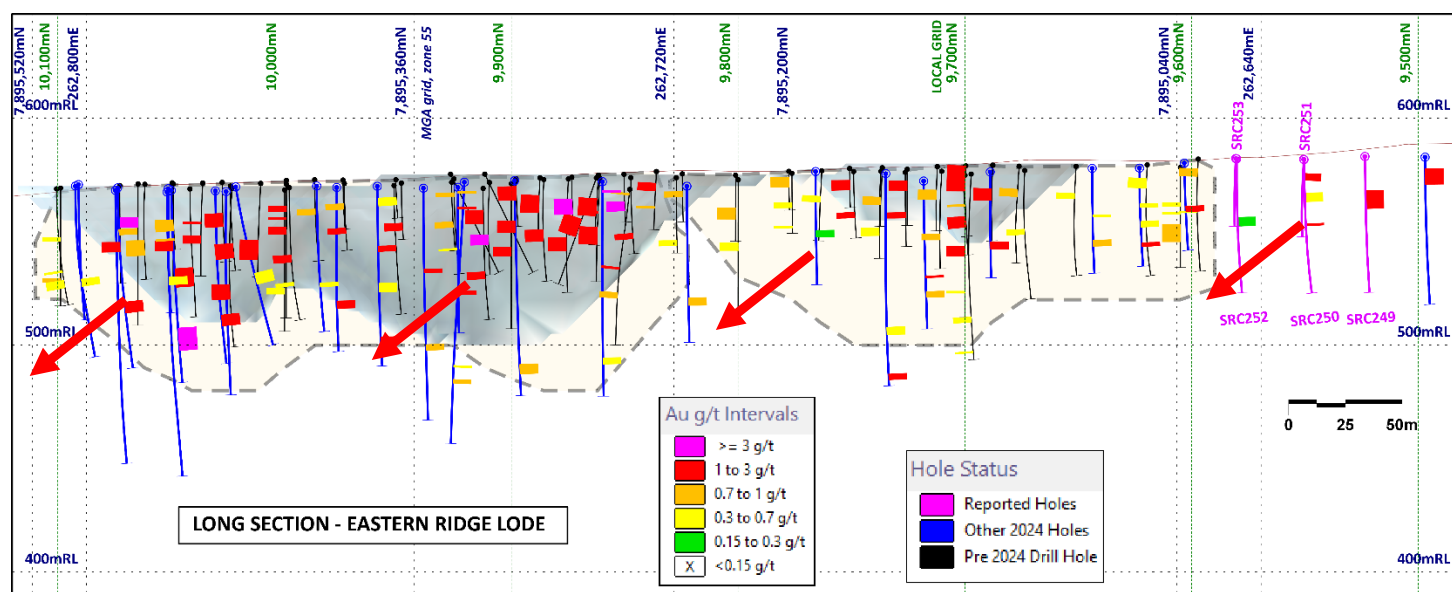 7,895,520mN
10,100mN
262,800mE
10,000mN
7,895,360mN
MGA grid, zone 55
9,900mN
262,720mE
9,800mN
7,895,200mN
LOCAL GRID
9,700mN
7,895,040mN
9,600mN
262,640mE
9,500mN
600mRL
600mRL
SRC253
SRC251
500mRL
500mRL
SRC252
SRC250
SRC249
400mRL
400mRL
0 25 50m
LONG SECTION - EASTERN RIDGE LODE
Au g/t Intervals
>= 3 g/t
1 to 3 g/t
0.7 to 1 g/t
0.3 to 0.7 g/t
0.15 to 0.3 g/t
X <0.15 g/t
Hole Status
Reported Holes
Other 2024 Holes
Pre 2024 Drill Hole